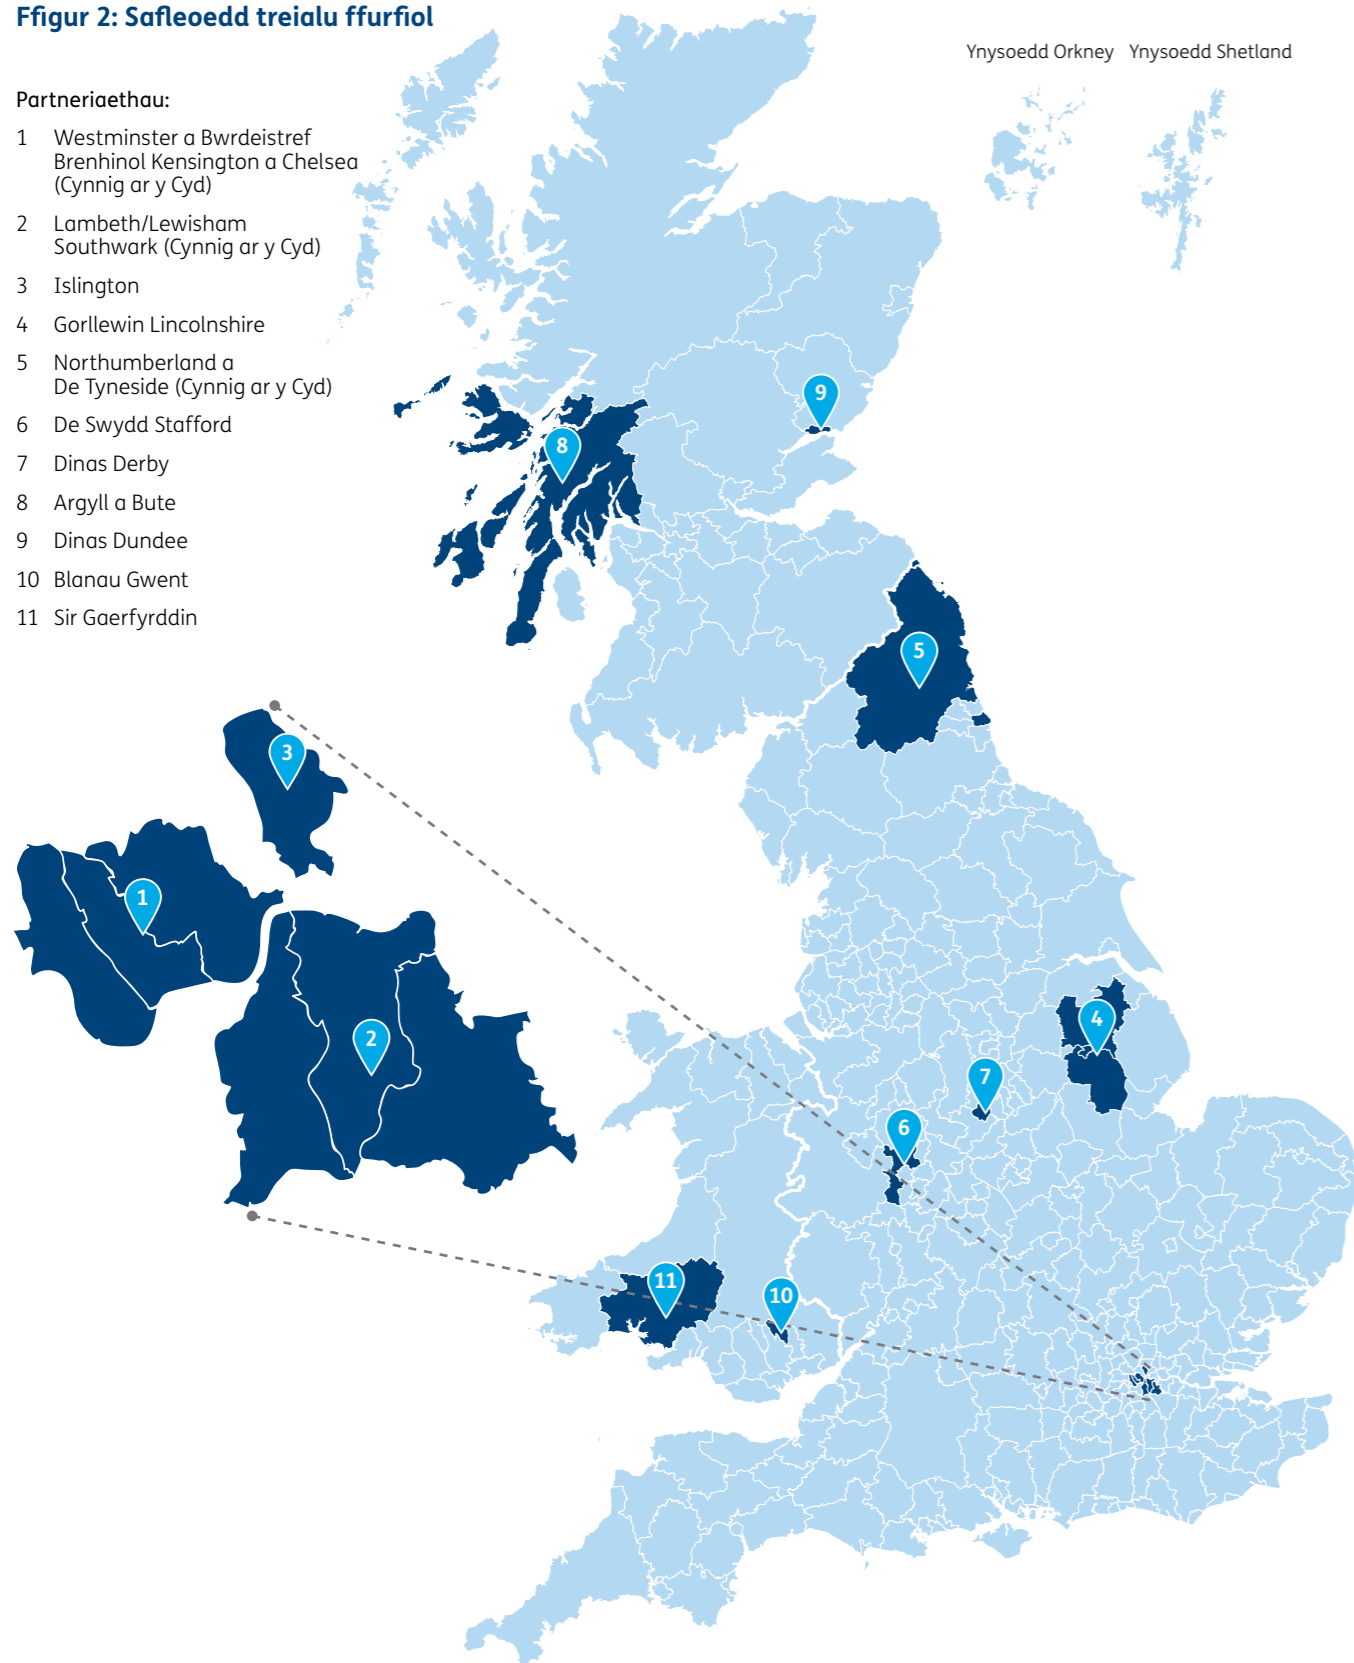 Ffigur 2: Safleoedd treialu ffurfiol
Ynysoedd Orkney Ynysoedd Shetland
Partneriaethau:
1 Westminster a Bwrdeistref
Brenhinol Kensington a Chelsea
(Cynnig ar y Cyd)
2 Lambeth/Lewisham
Southwark (Cynnig ar y Cyd)
3 Islington
4 Gorllewin Lincolnshire
5 Northumberland a
De Tyneside (Cynnig ar y Cyd)
6 De Swydd Stafford
7 Dinas Derby
8 Argyll a Bute
9 Dinas Dundee
10 Blanau Gwent
11 Sir Gaerfyrddin
9
8
5
3
1
2
4
7
6
11
10